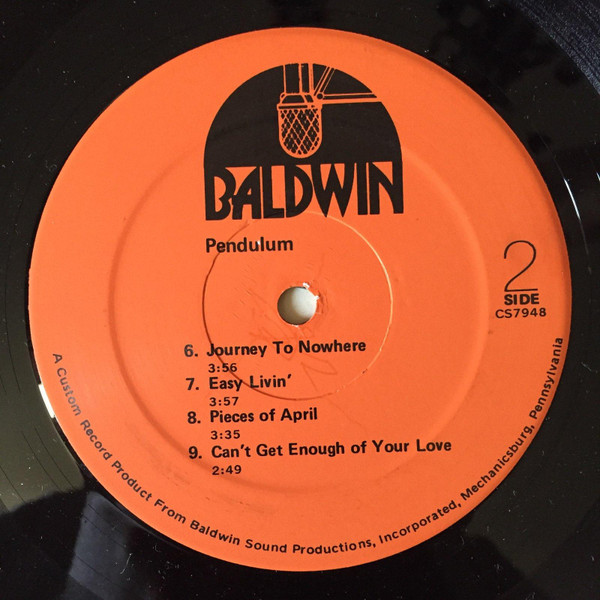 BALDWIN
Pendulum
2
SIDE
CS7948
6. Journey To Nowhere
3:56
7. Easy Livin'
3:57
8. Pieces of April
3:35
9. Can't Get Enough of Your Love
2:49
A Custom Record Product From Baldwin Sound Productions, Incorporated, Mechanicsburg, Pennsylvania